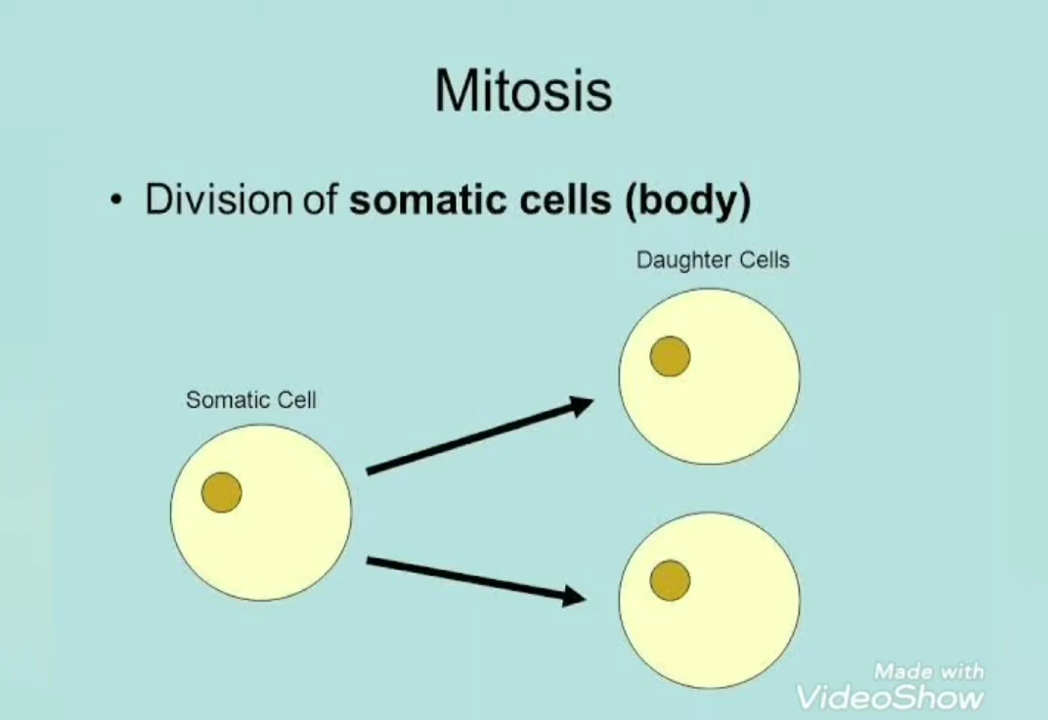 Mitosis
• Division of somatic cells (body)
Daughter Cells
Somatic Cell
Made with
VideoShow